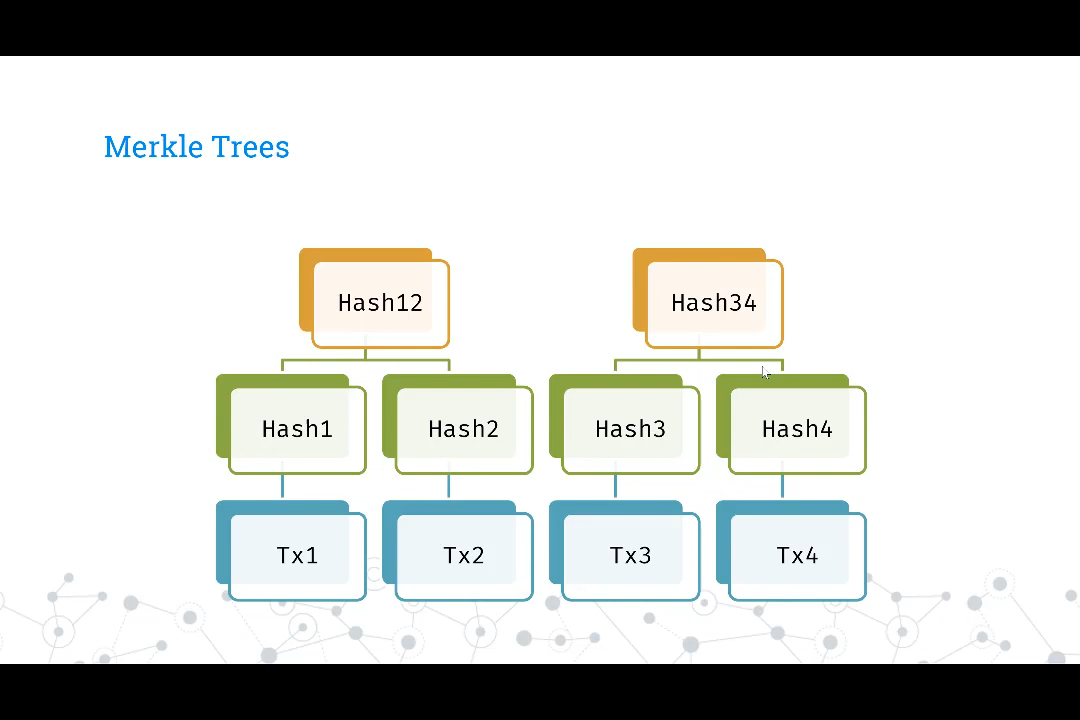 Merkle Trees
Hash12
Hash34
Hash1
Hash2
Hash3
Hash4
Tx1
Tx2
Tx3
Tx4